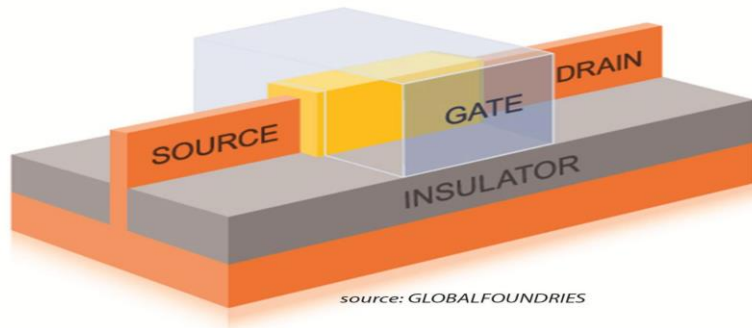 DRAIN
GATE
SOURCE
INSULATOR
source: GLOBALFOUNDRIES